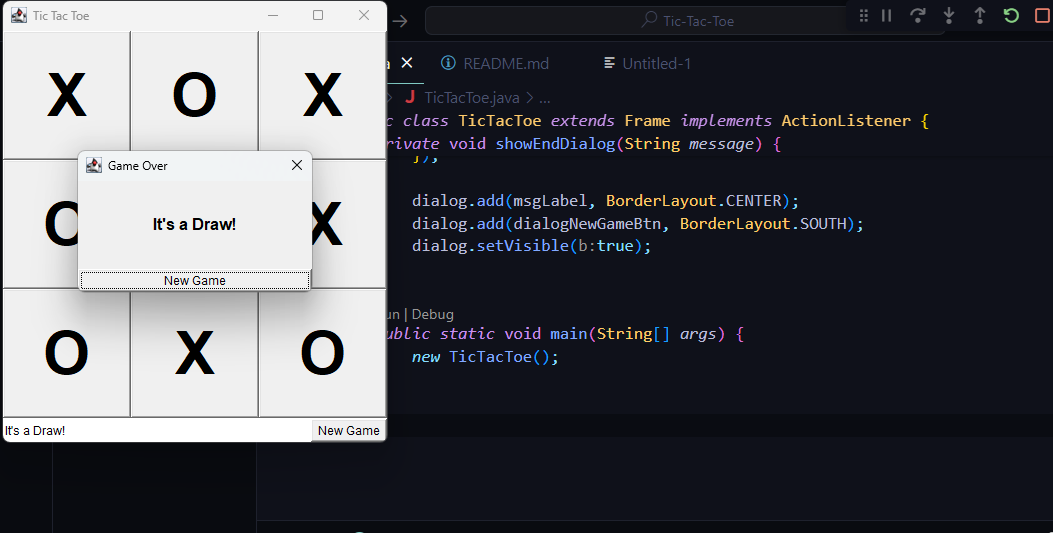 Tic Tac Toe
X O X
Game Over
It's a Draw!
New Game
O X
O X O
It's a Draw! New Game
Tic-Tac-Toe
a README.md Untitled-1
J TicTacToe.java > ...
c class TicTacToe extends Frame implements ActionListener {
rivate void showEndDialog(String message) {
});
dialog.add(msgLabel, BorderLayout.CENTER);
dialog.add(dialogNewGameBtn, BorderLayout.SOUTH);
dialog.setVisible(b:true);
un | Debug
ublic static void main(String[] args) {
new TicTacToe();